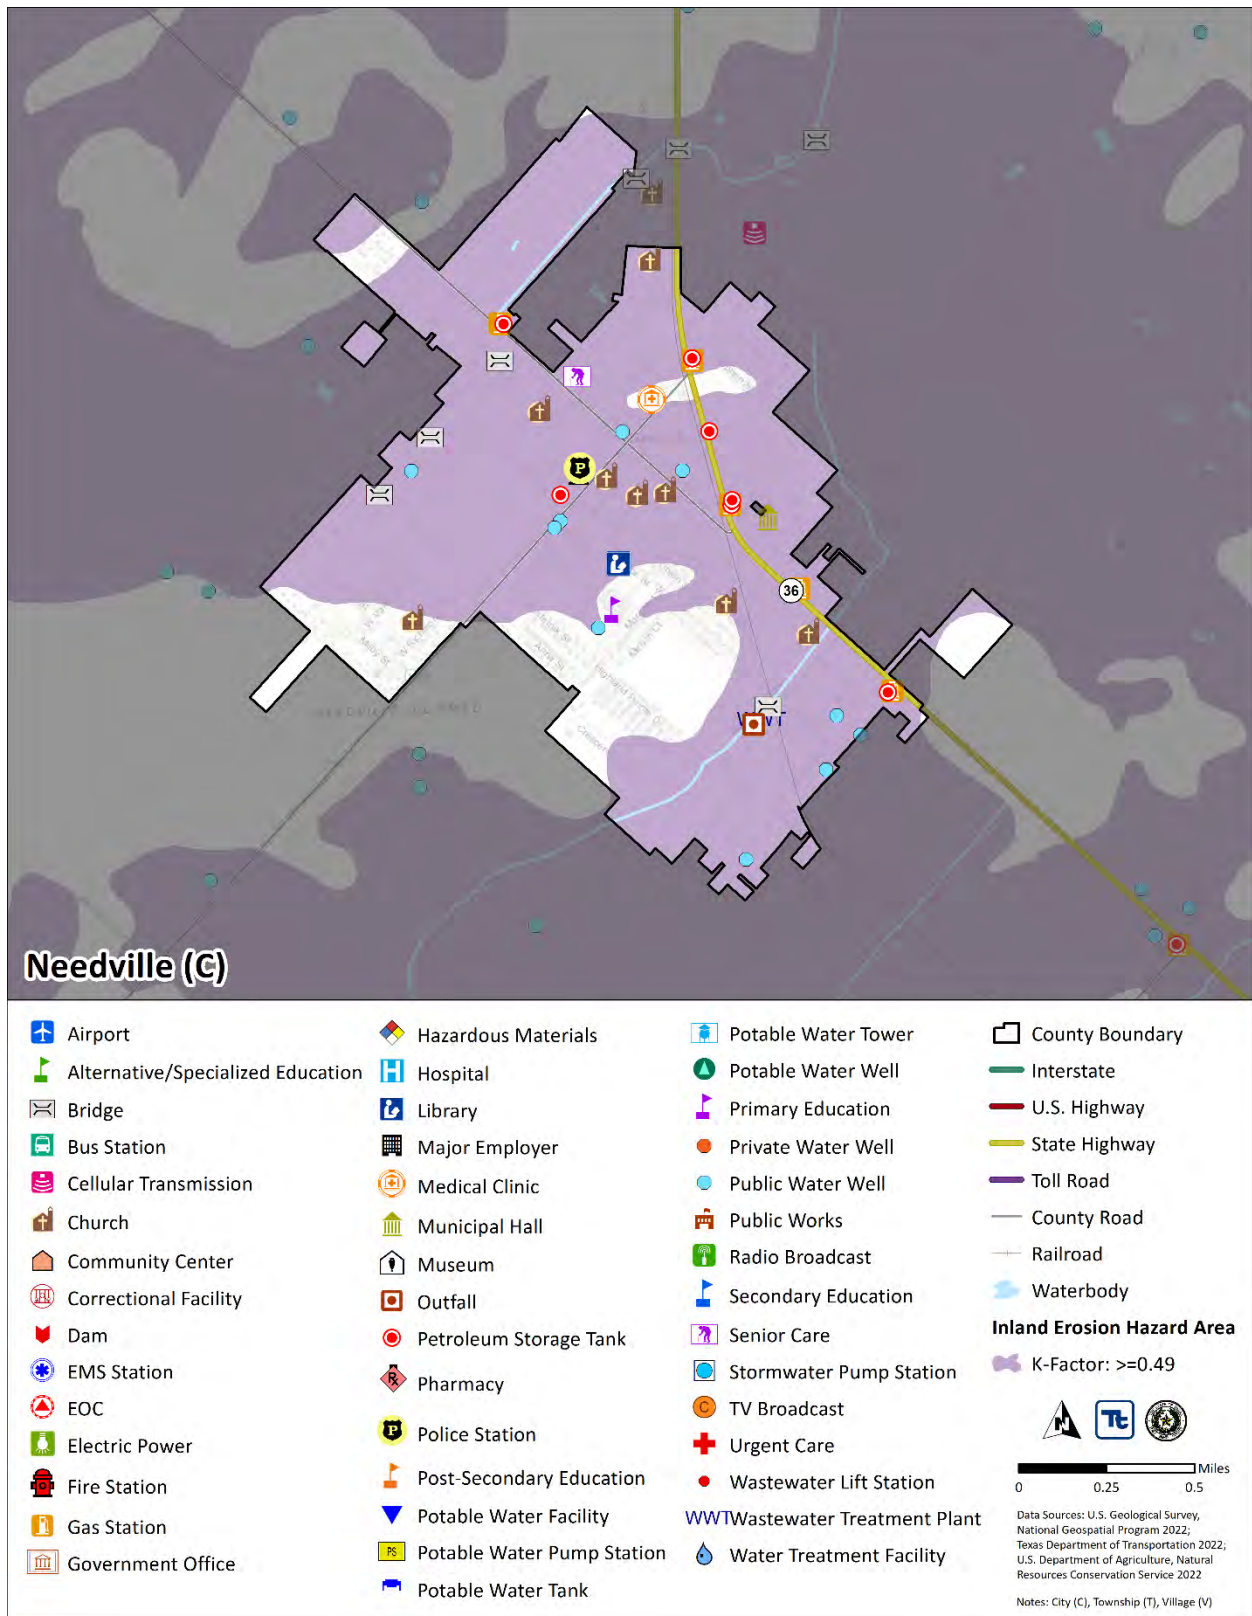 36
WWT
Needville (C)
Airport
Alternative/Specialized Education
Bridge
Bus Station
Cellular Transmission
Church
Community Center
Correctional Facility
Dam
EMS Station
EOC
Electric Power
Fire Station
Gas Station
Government Office
Hazardous Materials
Hospital
Library
Major Employer
Medical Clinic
Municipal Hall
Museum
Outfall
Petroleum Storage Tank
Pharmacy
Police Station
Post-Secondary Education
Potable Water Facility
PS Potable Water Pump Station
Potable Water Tank
Potable Water Tower
Potable Water Well
Primary Education
Private Water Well
Public Water Well
Public Works
Radio Broadcast
Secondary Education
Senior Care
Stormwater Pump Station
C TV Broadcast
Urgent Care
Wastewater Lift Station
WWT Wastewater Treatment Plant
Water Treatment Facility
County Boundary
Interstate
U.S. Highway
State Highway
Toll Road
County Road
Railroad
Waterbody
Inland Erosion Hazard Area
K-Factor: >=0.49
N Tt
Miles
0 0.25 0.5
Data Sources: U.S. Geological Survey,
National Geospatial Program 2022;
Texas Department of Transportation 2022;
U.S. Department of Agriculture, Natural
Resources Conservation Service 2022
Notes: City (C), Township (T), Village (V)